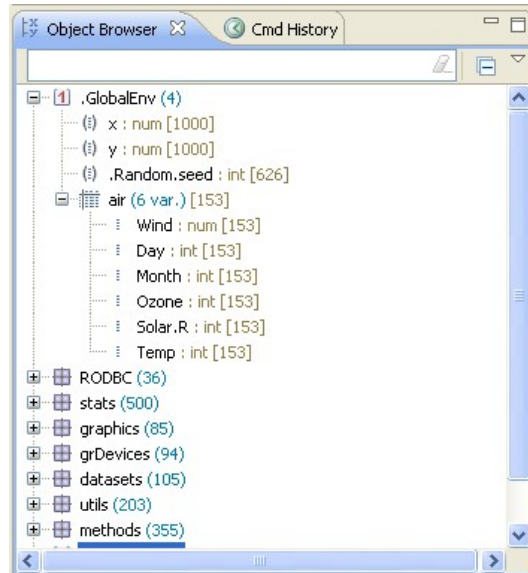 Object Browser Cmd History
.GlobalEnv (4)
x : num [1000]
y : num [1000]
.Random.seed : int [626]
air (6 var.) [153]
Wind : num [153]
Day : int [153]
Month : int [153]
Ozone : int [153]
Solar.R : int [153]
Temp : int [153]
RODBC (36)
stats (500)
graphics (85)
grDevices (94)
datasets (105)
utils (203)
methods (355)